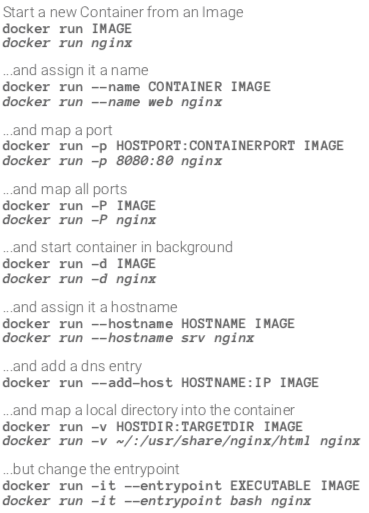 Start a new Container from an Image
docker run IMAGE
docker run nginx
...and assign it a name
docker run --name CONTAINER IMAGE
docker run --name web nginx
...and map a port
docker run -p HOSTPORT:CONTAINERPORT IMAGE
docker run -p 8080:80 nginx
...and map all ports
docker run -P IMAGE
docker run -P nginx
...and start container in background
docker run -d IMAGE
docker run -d nginx
...and assign it a hostname
docker run --hostname HOSTNAME IMAGE
docker run --hostname srv nginx
...and add a dns entry
docker run --add-host HOSTNAME:IP IMAGE
...and map a local directory into the container
docker run -v HOSTDIR:TARGETDIR IMAGE
docker run -v ~/:/usr/share/nginx/html nginx
...but change the entrypoint
docker run -it --entrypoint EXECUTABLE IMAGE
docker run -it --entrypoint bash nginx